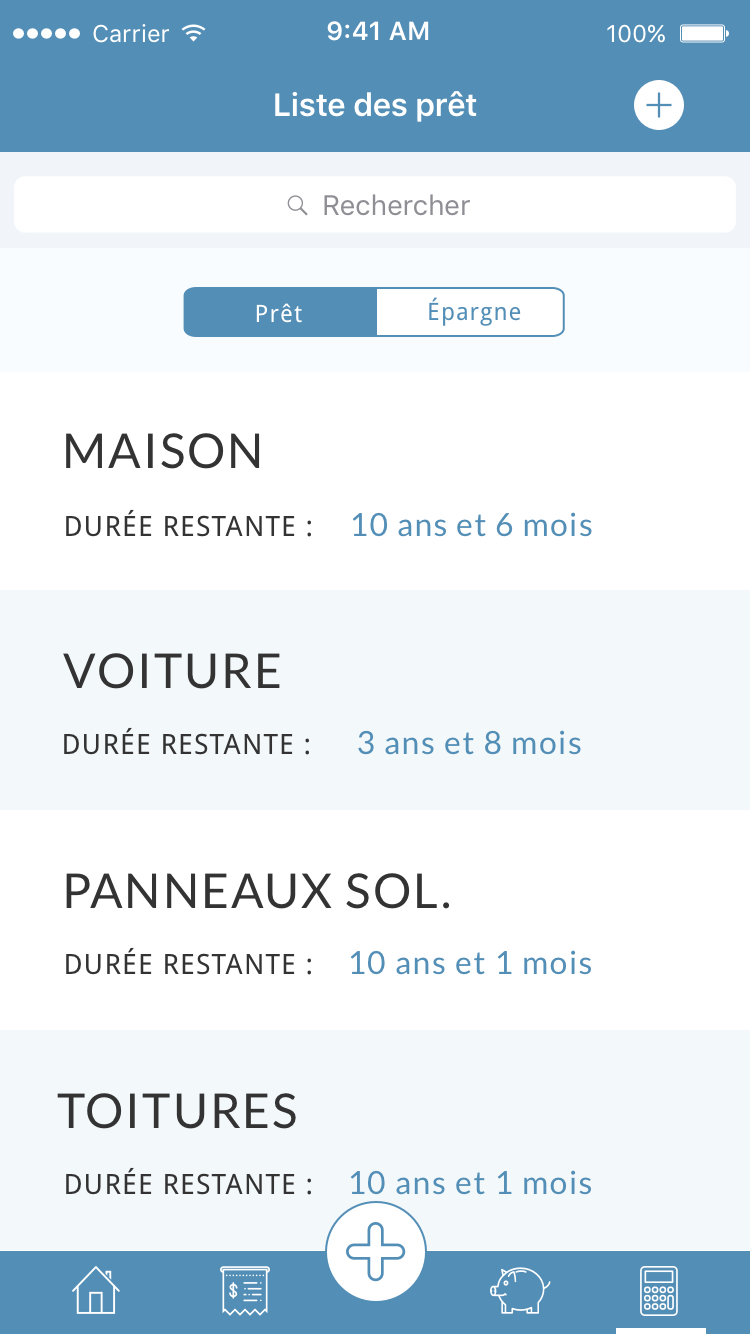 Carrier 9:41 AM 100%
Liste des prêt
Rechercher
Prêt Épargne
MAISON
DURÉE RESTANTE : 10 ans et 6 mois
VOITURE
DURÉE RESTANTE : 3 ans et 8 mois
PANNEAUX SOL.
DURÉE RESTANTE : 10 ans et 1 mois
TOITURES
DURÉE RESTANTE : 10 ans et 1 mois
$